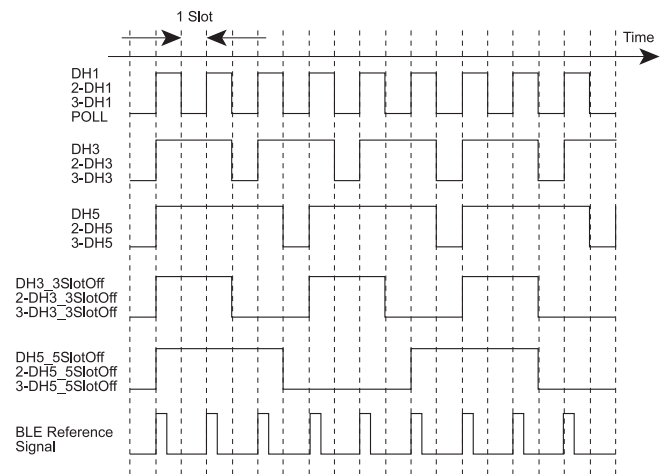 1 Slot
Time
DH1
2-DH1
3-DH1
POLL
DH3
2-DH3
3-DH3
DH5
2-DH5
3-DH5
DH3_3SlotOff
2-DH3_3SlotOff
3-DH3_3SlotOff
DH5_5SlotOff
2-DH5_5SlotOff
3-DH5_5SlotOff
BLE Reference
Signal